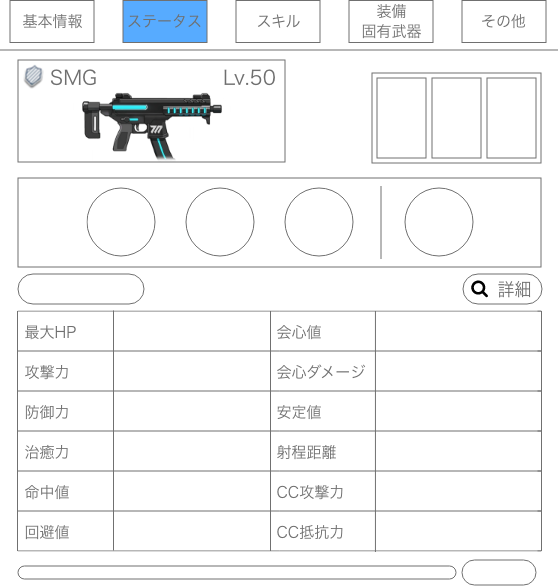 基本情報
ステータス
スキル
装備
固有武器
その他
SMG Lv.50
詳細
最大HP 会心値
攻撃力 会心ダメージ
防御力 安定値
治癒力 射程距離
命中値 CC攻撃力
回避値 CC抵抗力